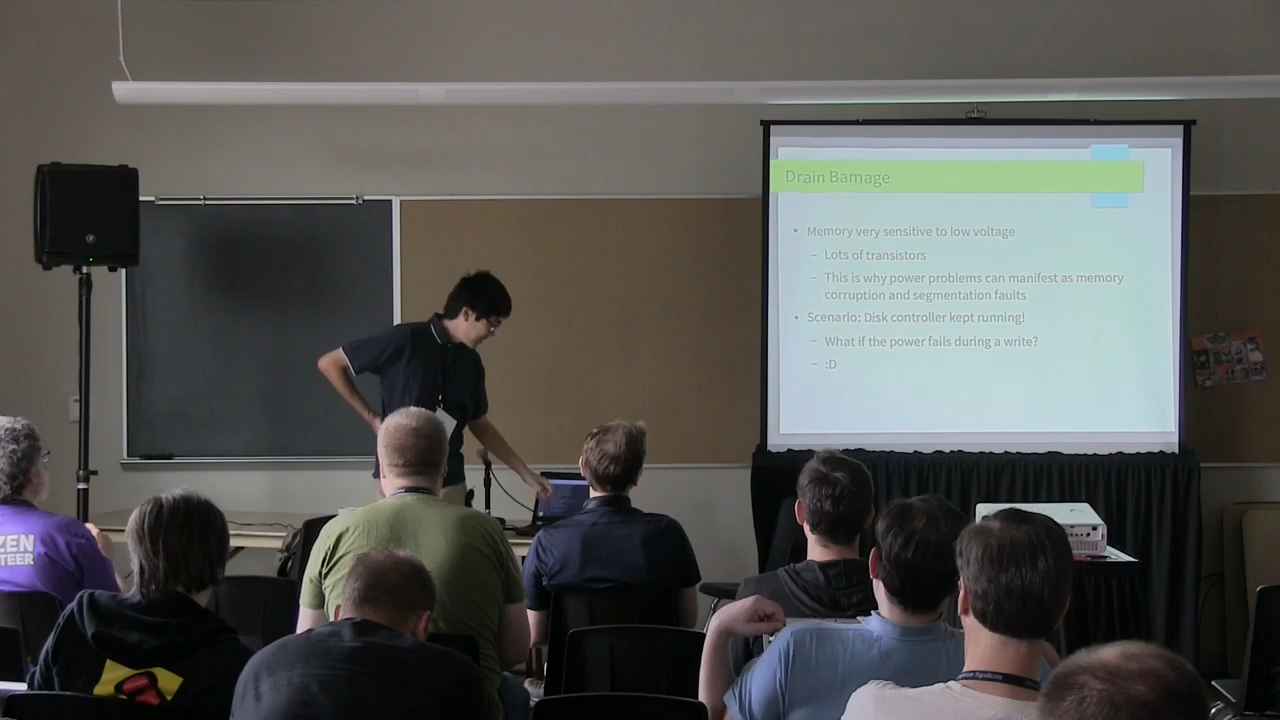 Drain Bamage
• Memory very sensitive to low voltage
– Lots of transistors
– This is why power problems can manifest as memory
corruption and segmentation faults
• Scenario: Disk controller kept running!
– What if the power fails during a write?
– :D
ZEN
TEER